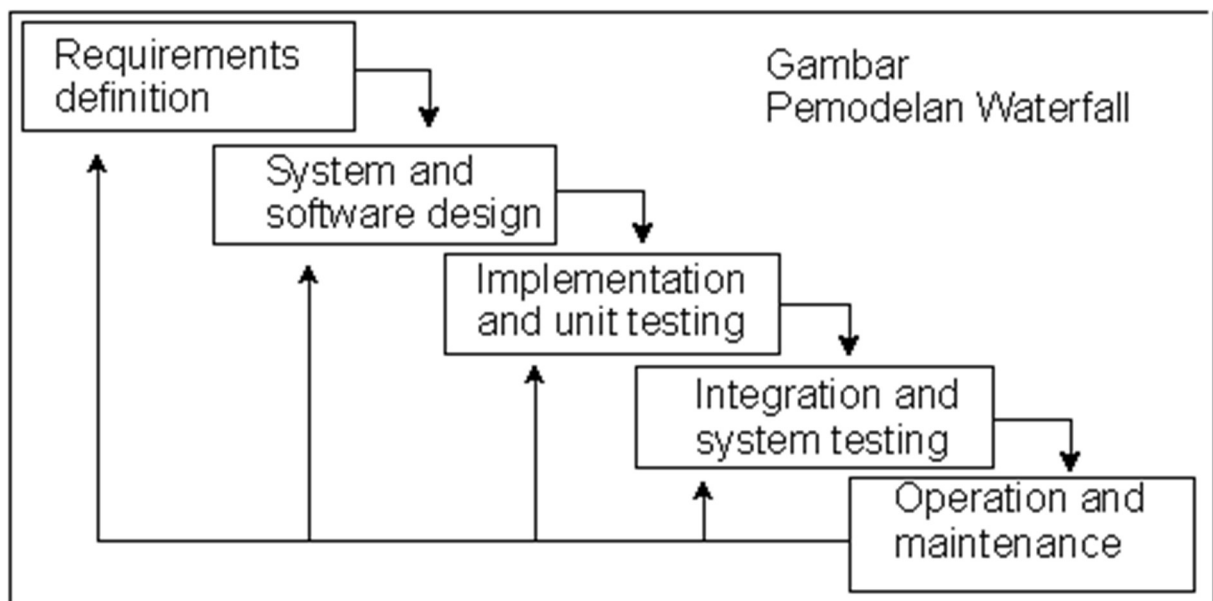 Requirements
definition
Gambar
Pemodelan Waterfall
System and
software design
Implementation
and unit testing
Integration and
system testing
Operation and
maintenance